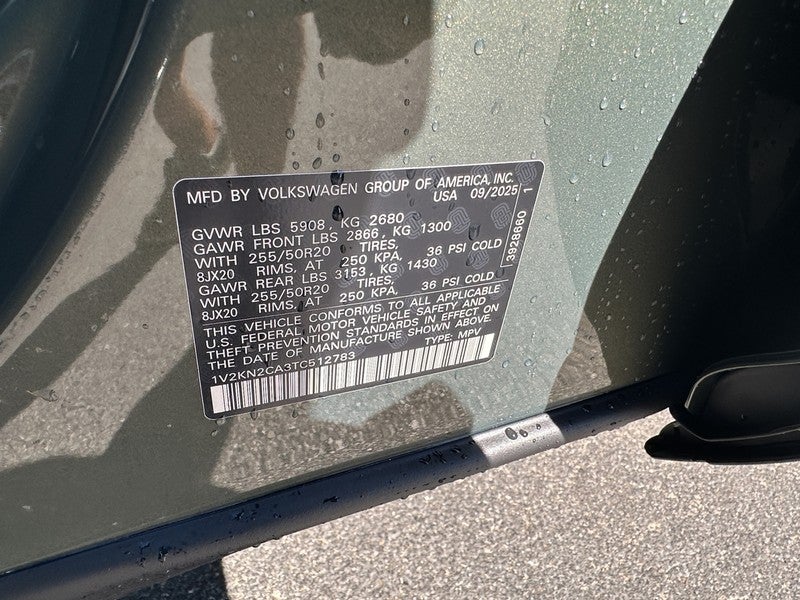 MFD BY VOLKSWAGEN GROUP OF AMERICA, INC.
USA 09/2025
GVWR LBS 5908, KG 2680
GAWR FRONT LBS 2866, KG 1300
WITH 255/50R20 TIRES,
8JX20 RIMS, AT 250 KPA, 36 PSI COLD
GAWR REAR LBS 3153, KG 1430
WITH 255/50R20 TIRES,
8JX20 RIMS, AT 250 KPA, 36 PSI COLD
THIS VEHICLE CONFORMS TO ALL APPLICABLE
U.S. FEDERAL MOTOR VEHICLE SAFETY AND
THEFT PREVENTION STANDARDS IN EFFECT ON
THE DATE OF MANUFACTURE SHOWN ABOVE.
1V2KN2CA3TC512783 TYPE: MPV
3928660 1